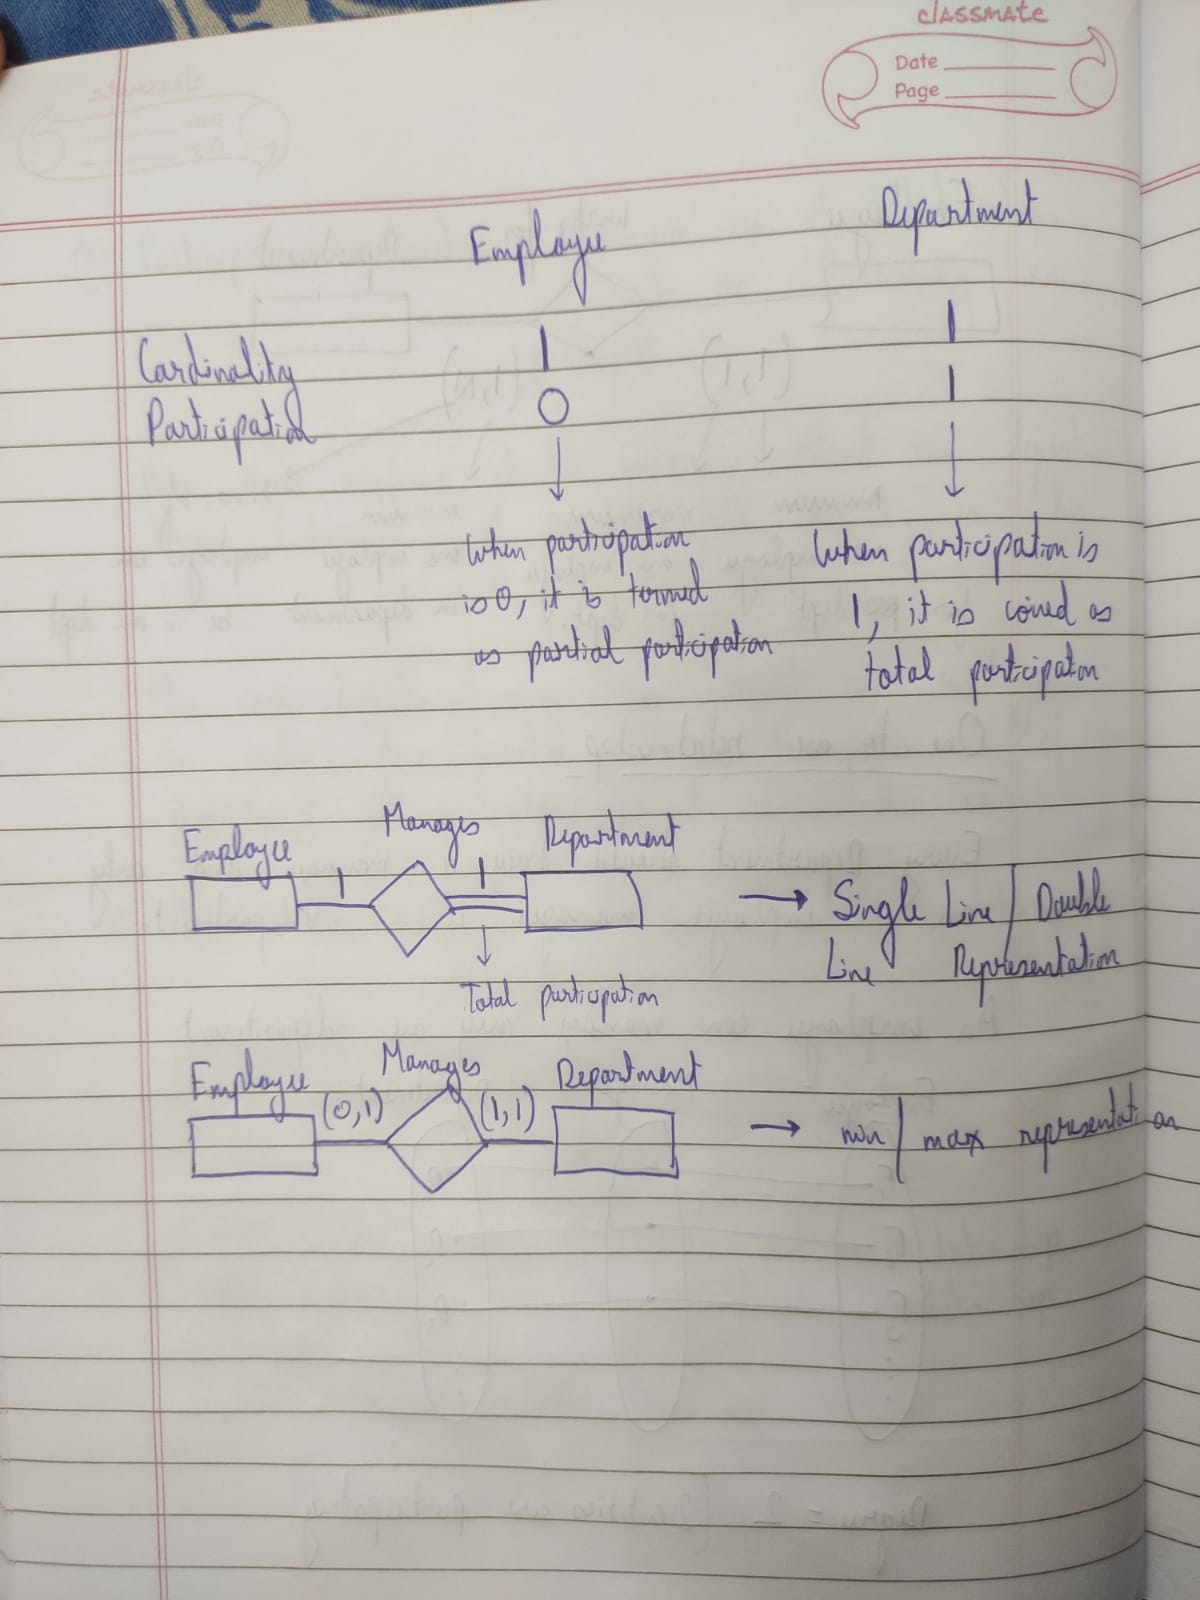 classmate
Date
Page
Employee Department
Cardinality 1 1
Participation 0 1
When participation
is 0, it is termed
as partial participation
When participation is
1, it is coined as
total participation
Employee Manages Department
1 1
→ Single Line / Double
Line Representation
Total participation
Employee Manages Department
(0,1) (1,1)
→ min / max representation